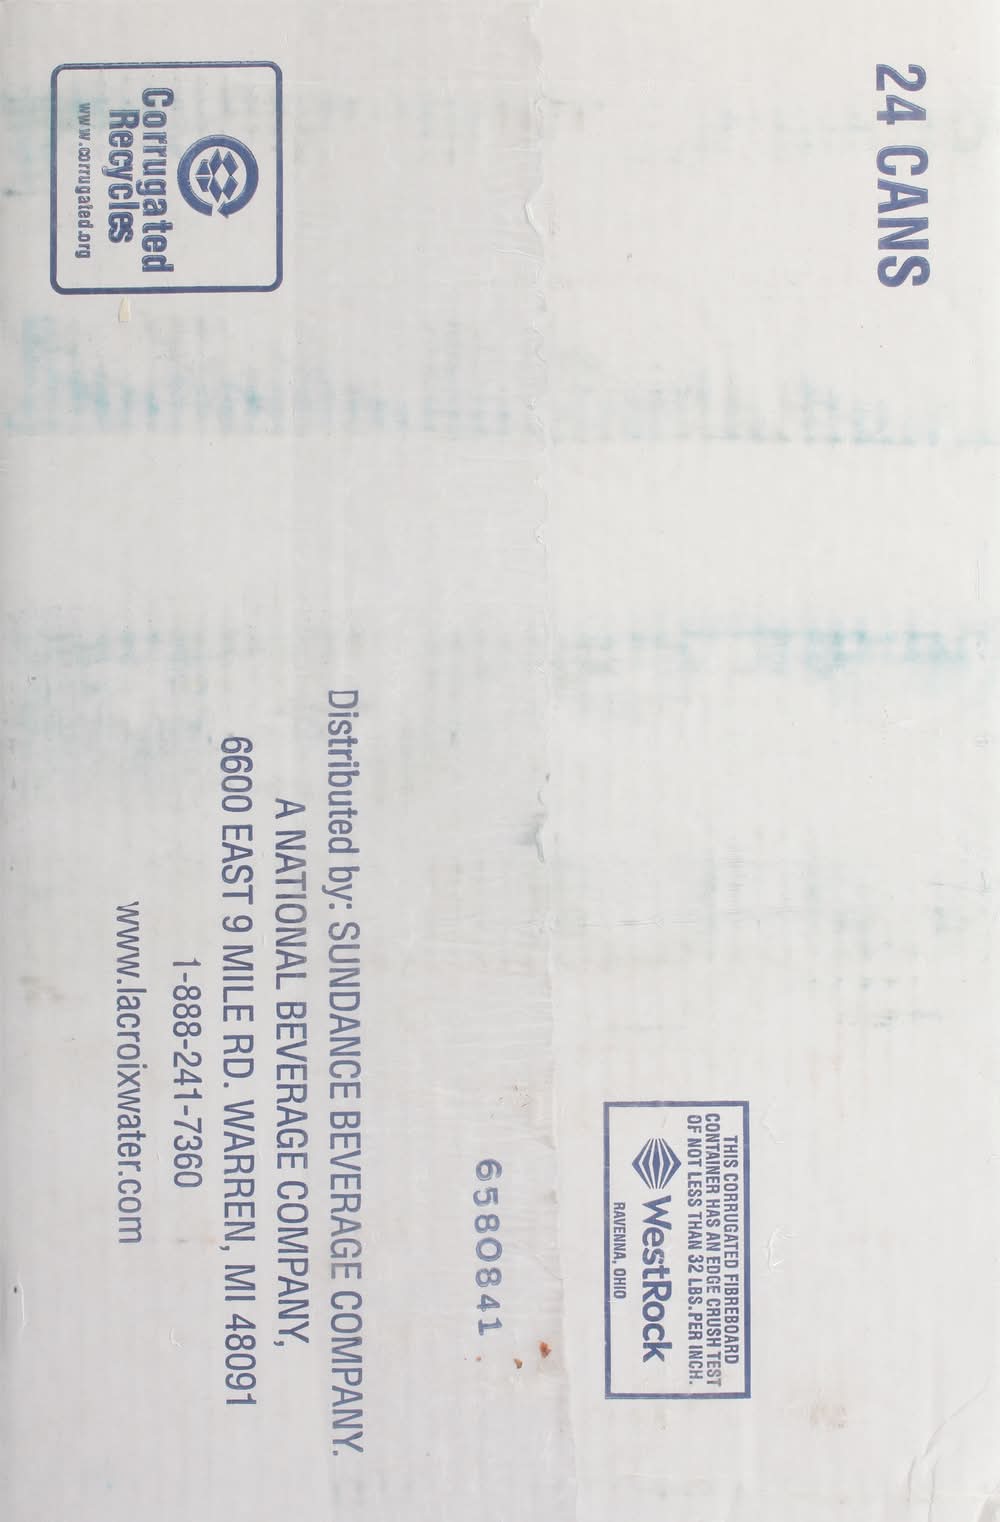 24 CANS
THIS CORRUGATED FIBREBOARD
CONTAINER HAS AN EDGE CRUSH TEST
OF NOT LESS THAN 32 LBS.PER INCH.
WestRock
RAVENNA, OHIO
6580841
Corrugated
Recycles
www.corrugated.org
Distributed by: SUNDANCE BEVERAGE COMPANY.
A NATIONAL BEVERAGE COMPANY,
6600 EAST 9 MILE RD. WARREN, MI 48091
1-888-241-7360
www.lacroixwater.com